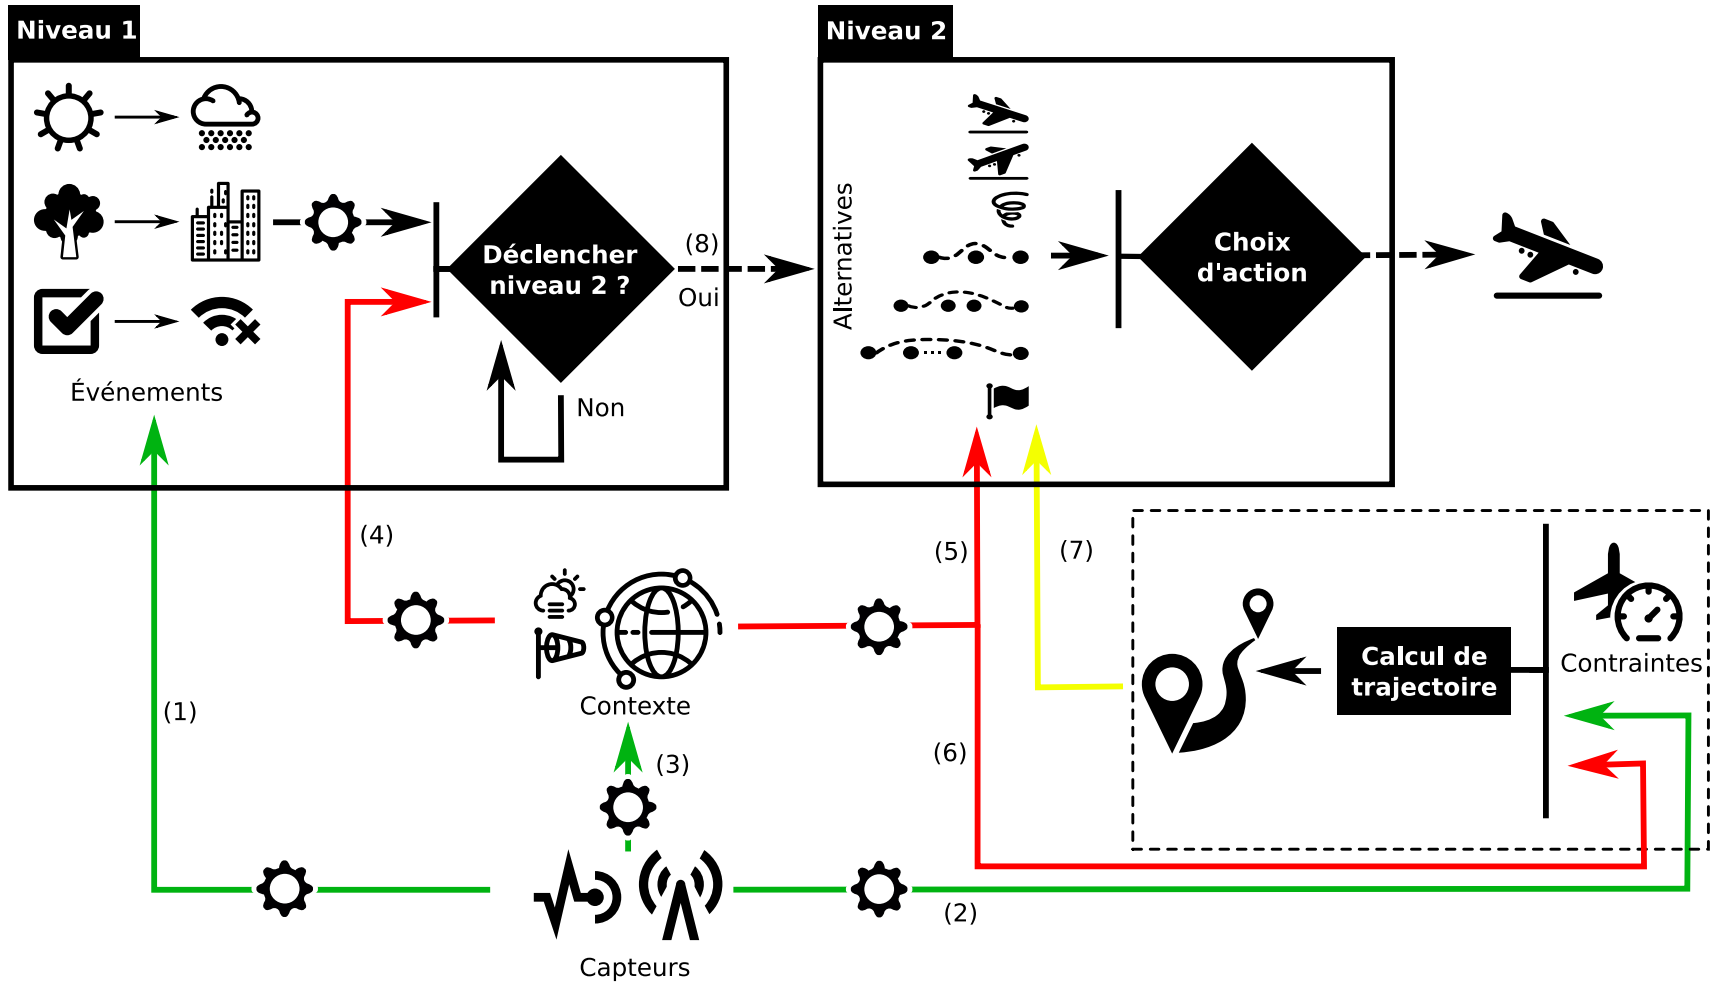 Niveau 1
Niveau 2
Alternatives
Déclencher
niveau 2 ?
(8)
Oui
Choix
d'action
Événements
Non
(4)
(5)
(7)
Contexte
Calcul de
trajectoire
Contraintes
(1)
(3)
(6)
(2)
Capteurs